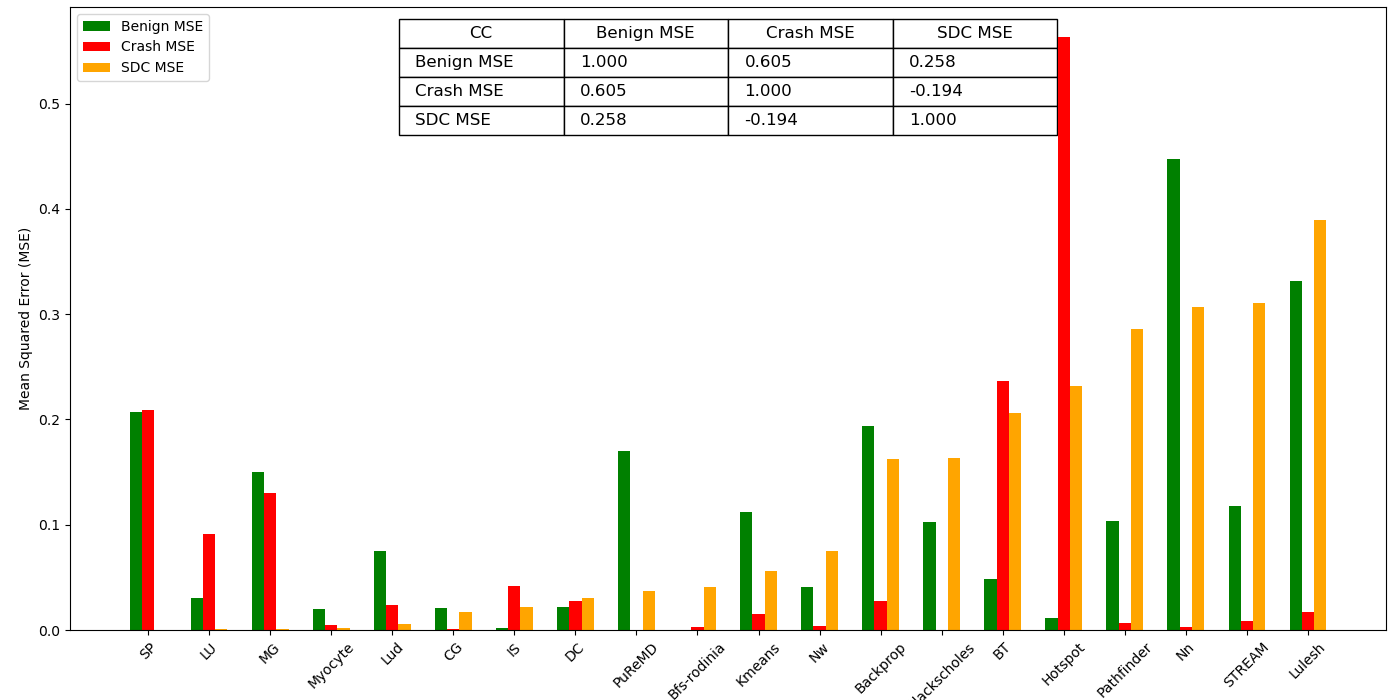 Benign MSE
Crash MSE
SDC MSE
CC Benign MSE Crash MSE SDC MSE
Benign MSE 1.000 0.605 0.258
Crash MSE 0.605 1.000 -0.194
SDC MSE 0.258 -0.194 1.000
Mean Squared Error (MSE)
0.5
0.4
0.3
0.2
0.1
0.0
SP
LU
MG
Myocyte
Lud
CG
IS
DC
PuReMD
Bfs-rodinia
Kmeans
Nw
Backprop
lackscholes
BT
Hotspot
Pathfinder
Nn
STREAM
Lulesh